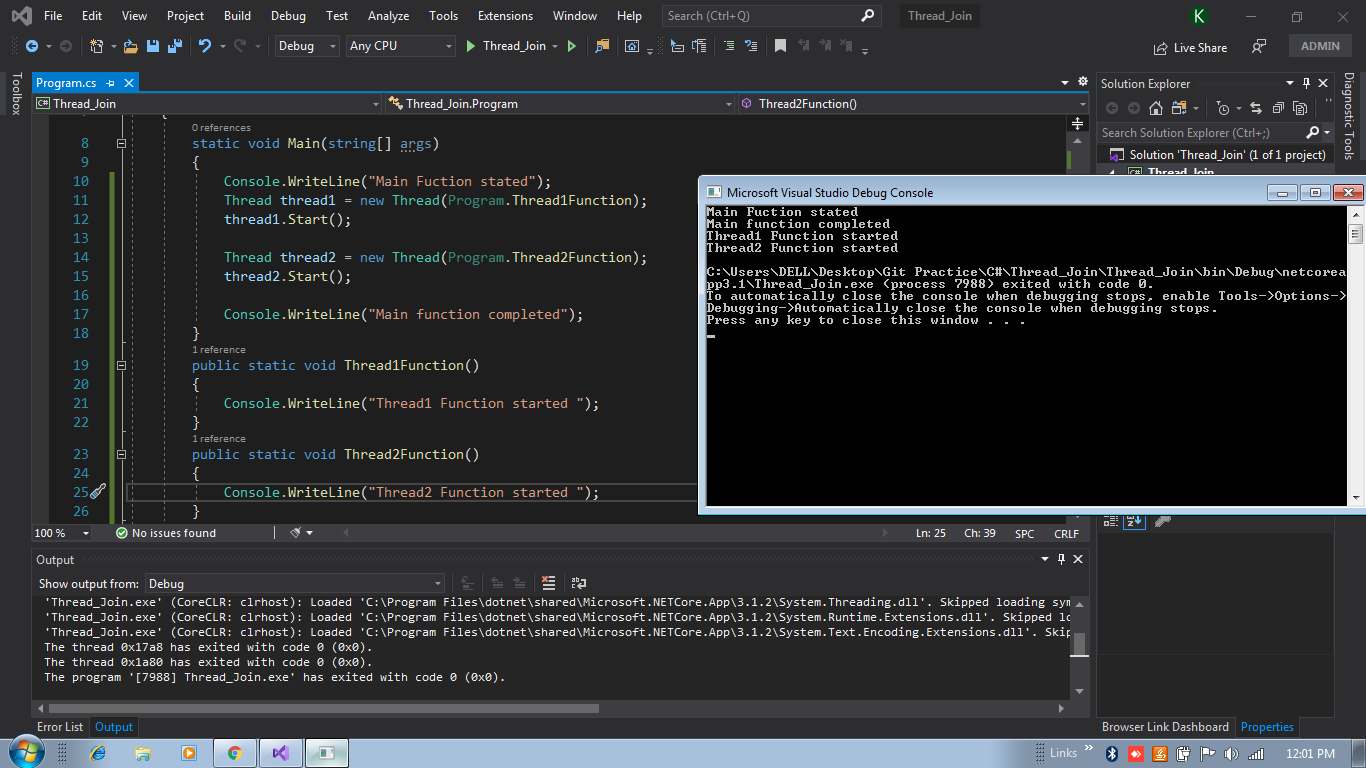 File Edit View Project Build Debug Test Analyze Tools Extensions Window Help Search (Ctrl+Q) Thread_Join K
Debug Any CPU Thread_Join Live Share ADMIN
Toolbox
Program.cs
C# Thread_Join Thread_Join.Program Thread2Function()
0 references
8 static void Main(string[] args)
9 {
10 Console.WriteLine("Main Fuction stated");
11 Thread thread1 = new Thread(Program.Thread1Function);
12 thread1.Start();
13
14 Thread thread2 = new Thread(Program.Thread2Function);
15 thread2.Start();
16
17 Console.WriteLine("Main function completed");
18 }
1 reference
19 public static void Thread1Function()
20 {
21 Console.WriteLine("Thread1 Function started ");
22 }
1 reference
23 public static void Thread2Function()
24 {
25 Console.WriteLine("Thread2 Function started ");
26 }
100 % No issues found Ln: 25 Ch: 39 SPC CRLF
Solution Explorer
Search Solution Explorer (Ctrl+;)
Solution 'Thread_Join' (1 of 1 project)
C# Thread_Join
Diagnostic Tools
Microsoft Visual Studio Debug Console
Main Fuction stated
Main function completed
Thread1 Function started
Thread2 Function started
C:\Users\DELL\Desktop\Git Practice\C#\Thread_Join\Thread_Join\bin\Debug\netcorea
pp3.1\Thread_Join.exe (process 7988) exited with code 0.
To automatically close the console when debugging stops, enable Tools->Options->
Debugging->Automatically close the console when debugging stops.
Press any key to close this window . . .
Output
Show output from: Debug
'Thread_Join.exe' (CoreCLR: clrhost): Loaded 'C:\Program Files\dotnet\shared\Microsoft.NETCore.App\3.1.2\System.Threading.dll'. Skipped loading sym
'Thread_Join.exe' (CoreCLR: clrhost): Loaded 'C:\Program Files\dotnet\shared\Microsoft.NETCore.App\3.1.2\System.Runtime.Extensions.dll'. Skipped lo
'Thread_Join.exe' (CoreCLR: clrhost): Loaded 'C:\Program Files\dotnet\shared\Microsoft.NETCore.App\3.1.2\System.Text.Encoding.Extensions.dll'. Skip
The thread 0x17a8 has exited with code 0 (0x0).
The thread 0x1a80 has exited with code 0 (0x0).
The program '[7988] Thread_Join.exe' has exited with code 0 (0x0).
Error List Output
Browser Link Dashboard Properties
Links 12:01 PM